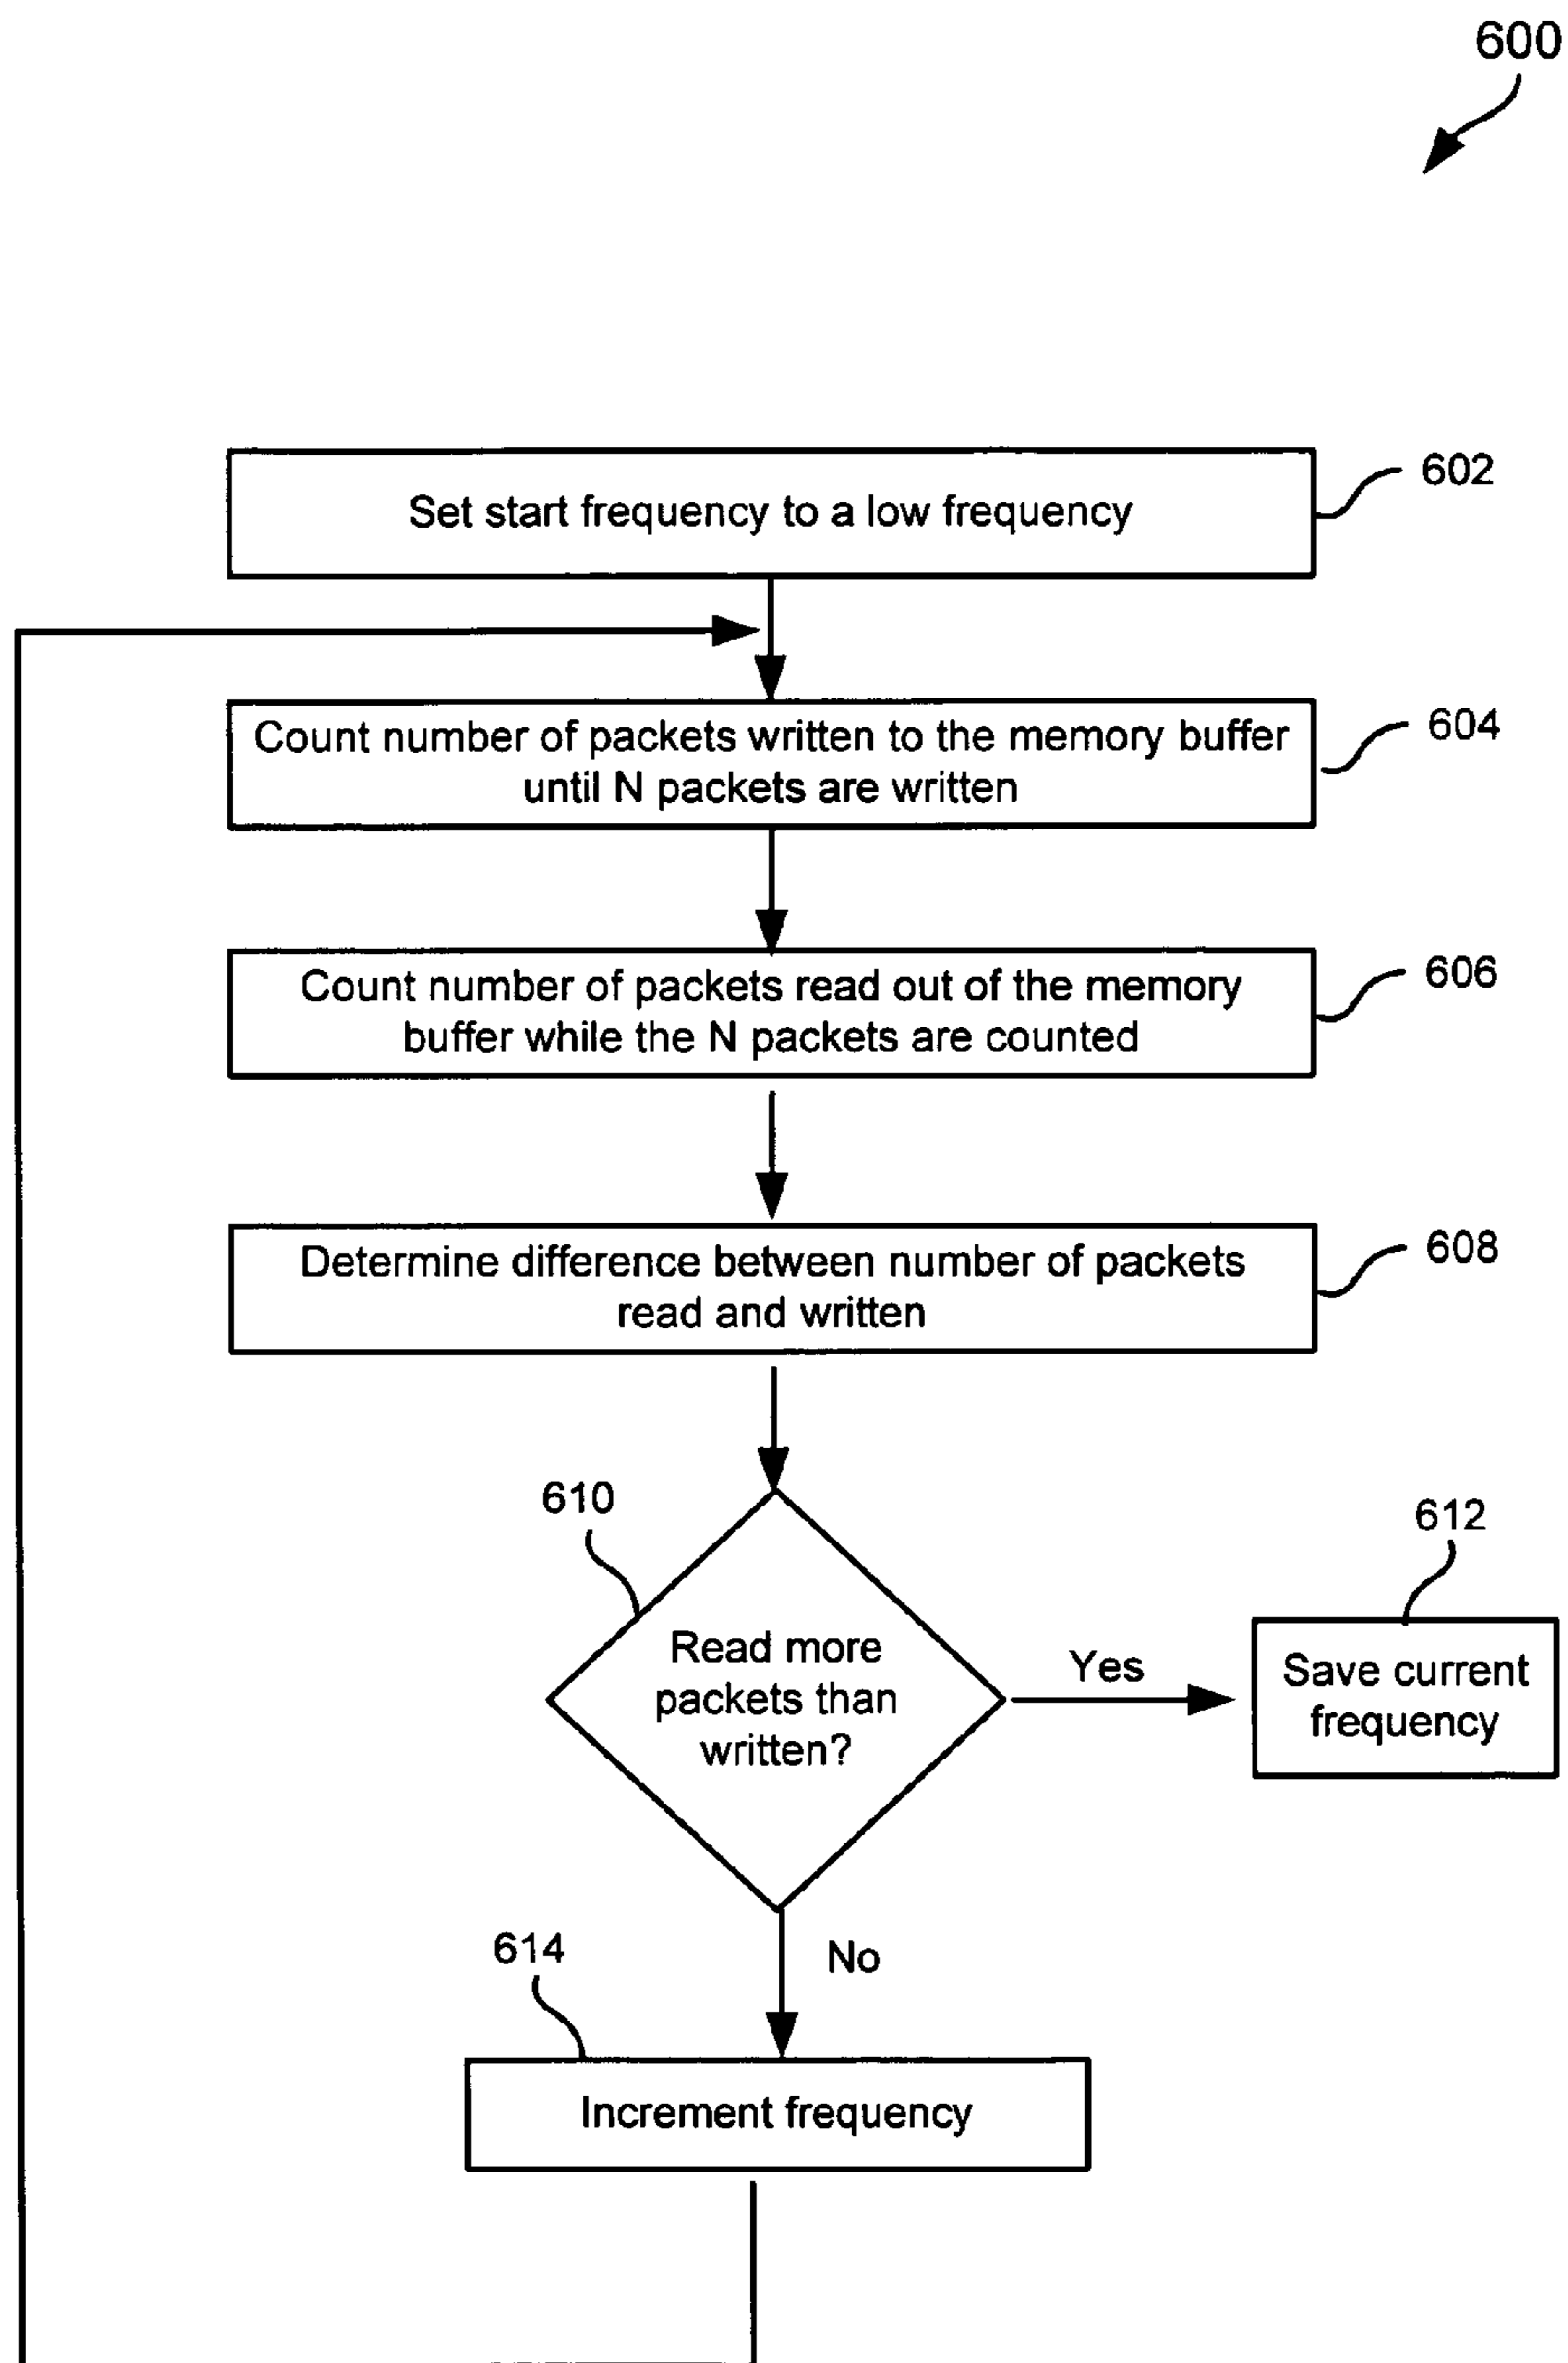 600
Set start frequency to a low frequency
602
Count number of packets written to the memory buffer
until N packets are written
604
Count number of packets read out of the memory
buffer while the N packets are counted
606
Determine difference between number of packets
read and written
608
610
Read more
packets than
written?
Yes
612
Save current
frequency
No
614
Increment frequency